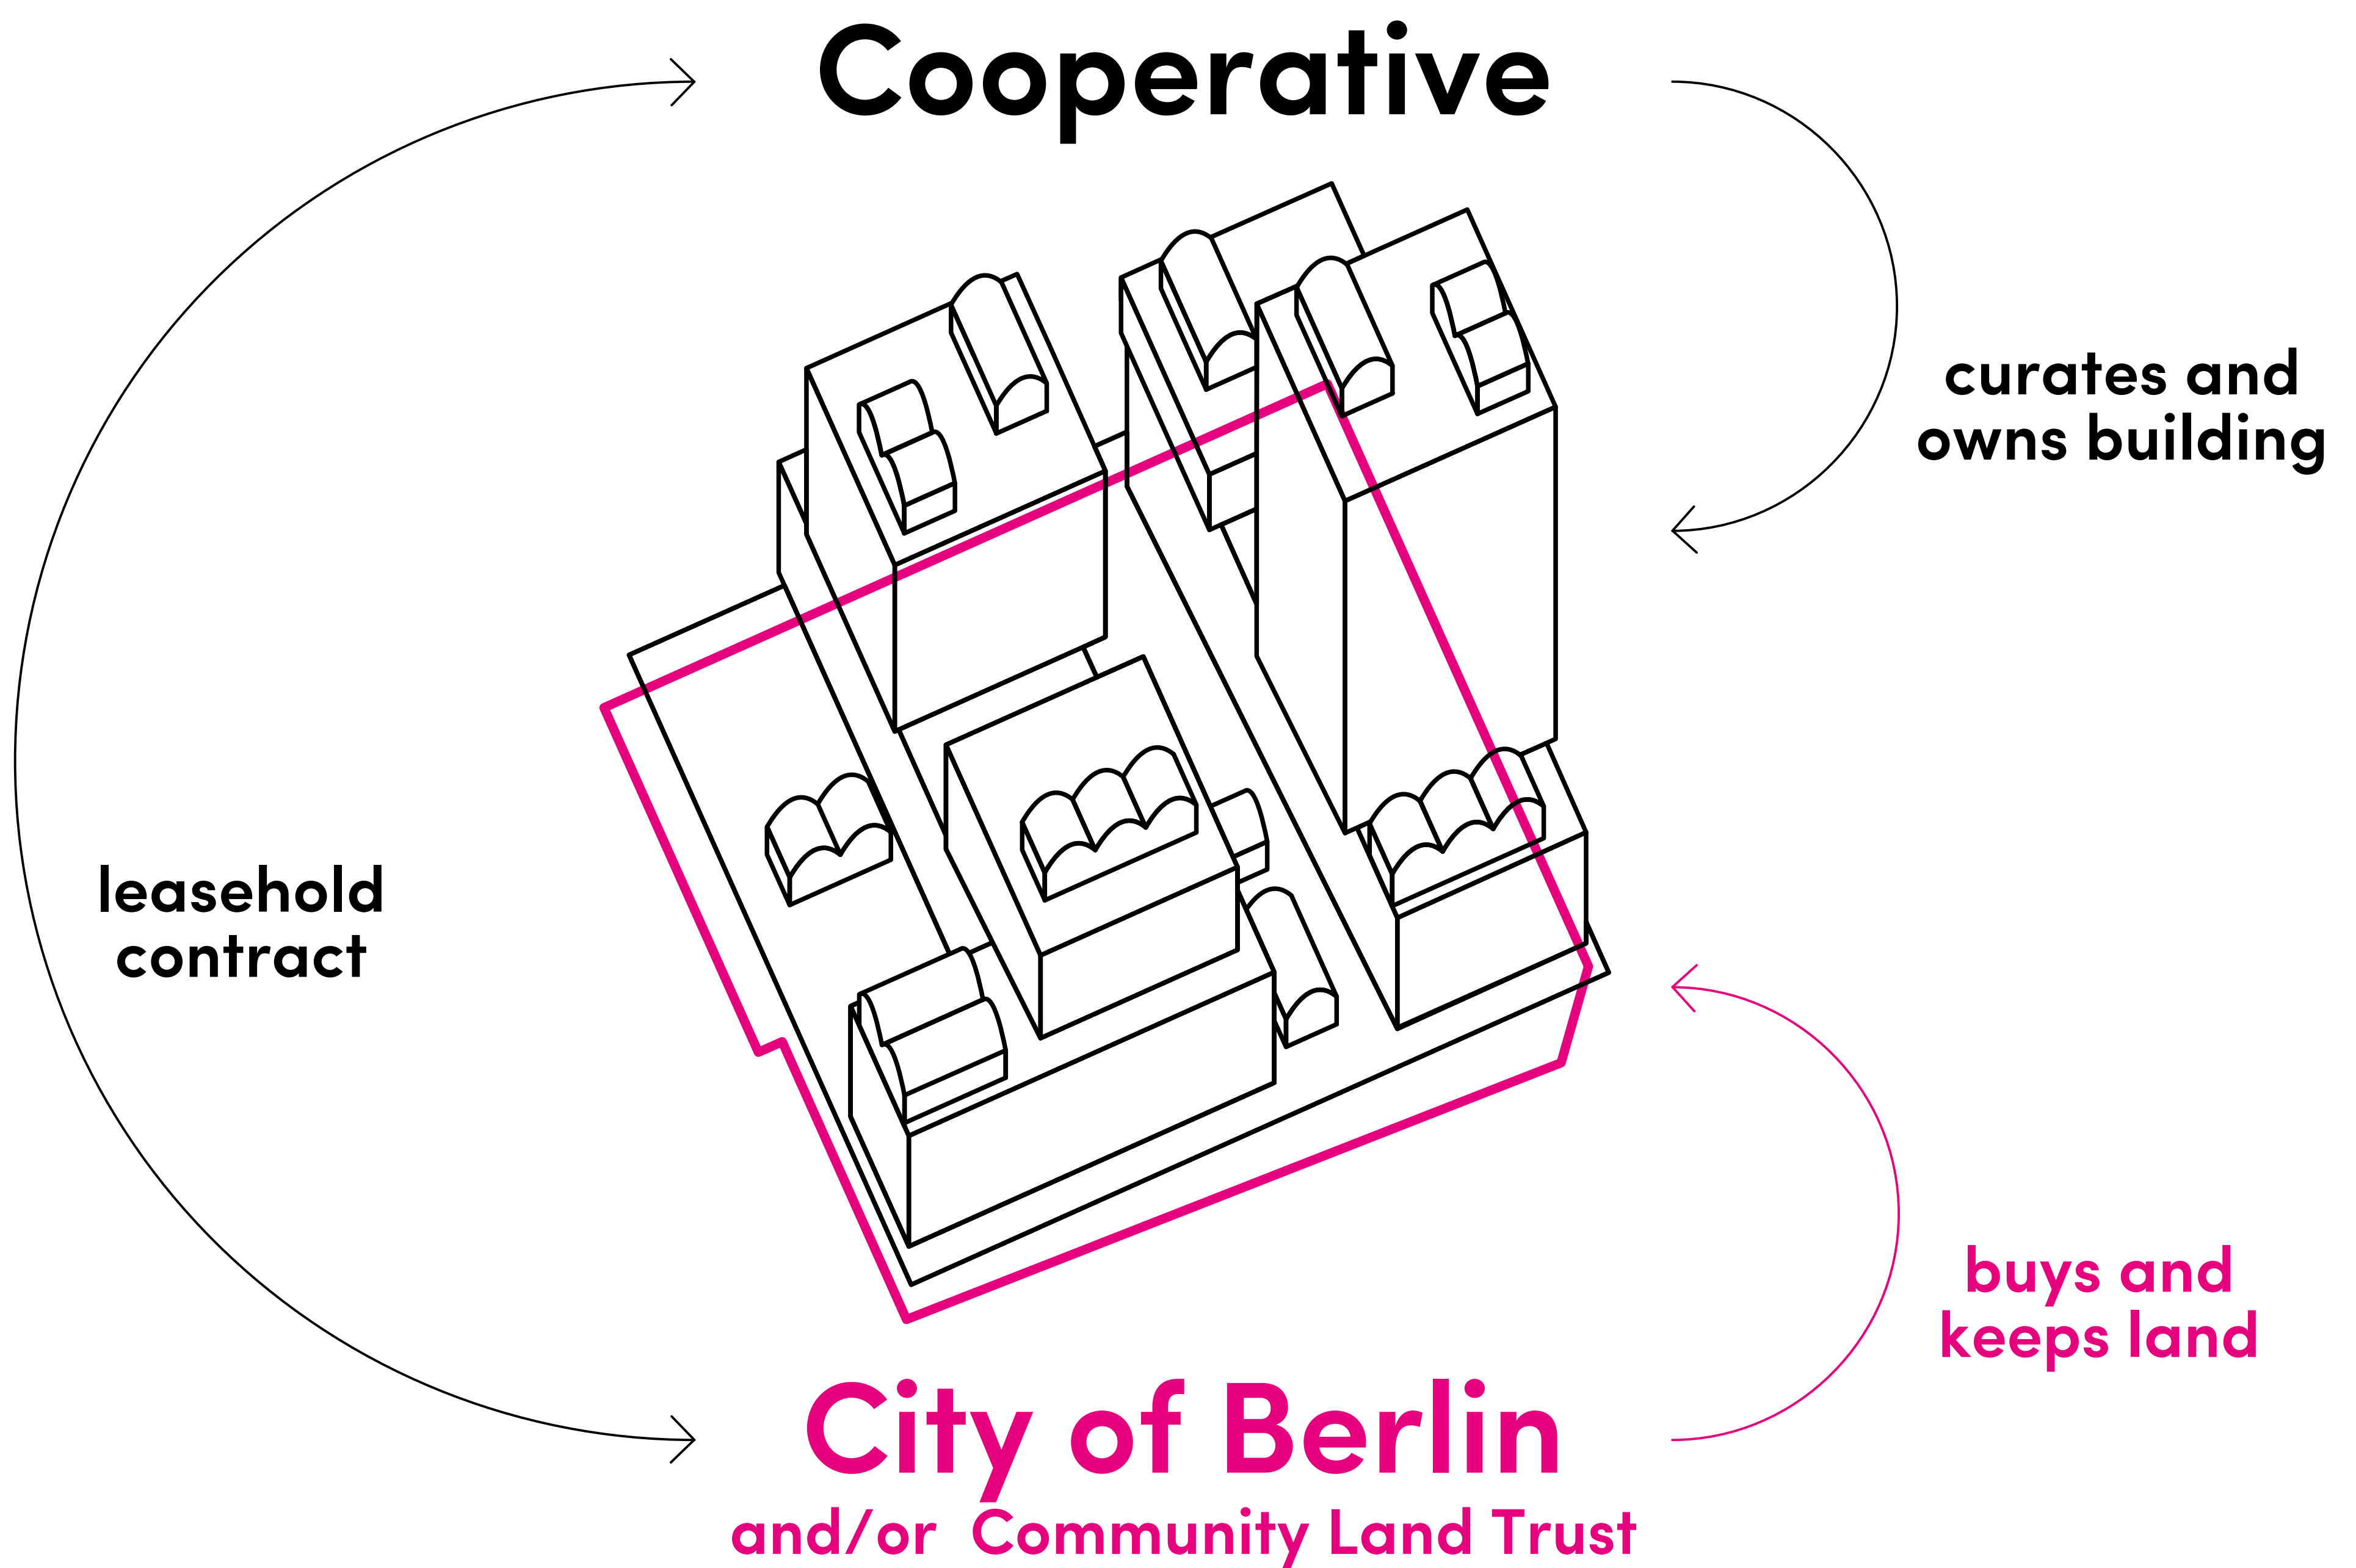 Cooperative
curates and
owns building
leasehold
contract
buys and
keeps land
City of Berlin
and/or Community Land Trust